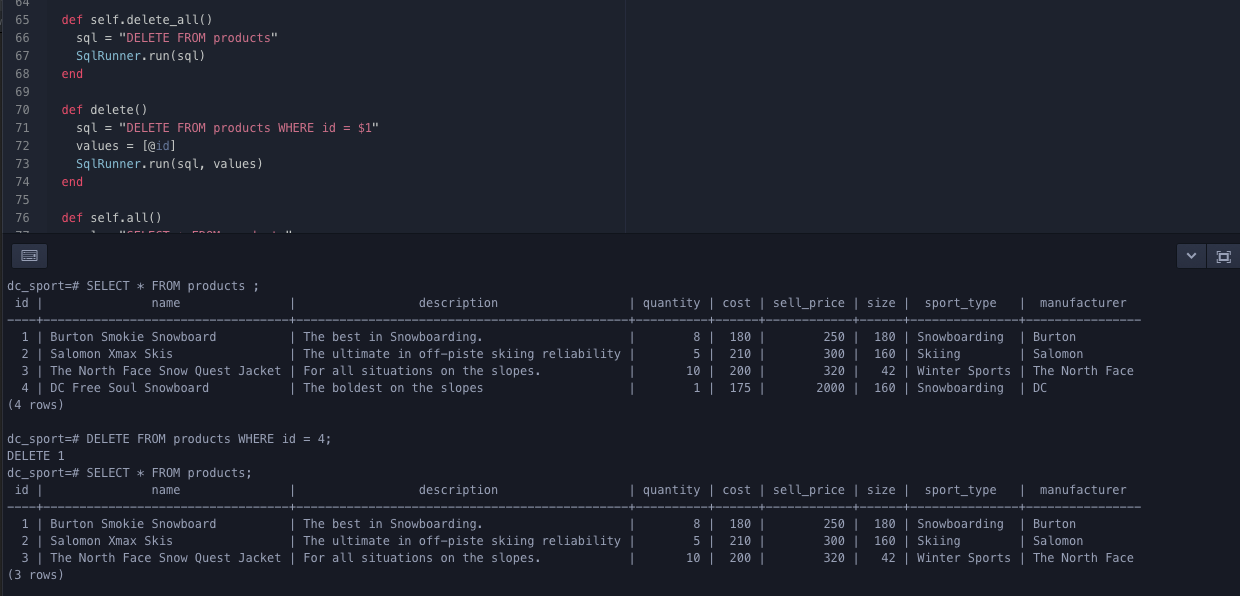 64
65 def self.delete_all()
66 sql = "DELETE FROM products"
67 SqlRunner.run(sql)
68 end
69
70 def delete()
71 sql = "DELETE FROM products WHERE id = $1"
72 values = [@id]
73 SqlRunner.run(sql, values)
74 end
75
76 def self.all()
dc_sport=# SELECT * FROM products ;
 id |               name                |                  description                  | quantity | cost | sell_price | size |  sport_type   |  manufacturer
----+----------------------------------+----------------------------------------------+----------+------+------------+------+---------------+----------------
  1 | Burton Smokie Snowboard          | The best in Snowboarding.                    |        8 |  180 |        250 |  180 | Snowboarding  | Burton
  2 | Salomon Xmax Skis                | The ultimate in off-piste skiing reliability |        5 |  210 |        300 |  160 | Skiing        | Salomon
  3 | The North Face Snow Quest Jacket | For all situations on the slopes.            |       10 |  200 |        320 |   42 | Winter Sports | The North Face
  4 | DC Free Soul Snowboard           | The boldest on the slopes                    |        1 |  175 |       2000 |  160 | Snowboarding  | DC
(4 rows)
dc_sport=# DELETE FROM products WHERE id = 4;
DELETE 1
dc_sport=# SELECT * FROM products;
 id |               name                |                  description                  | quantity | cost | sell_price | size |  sport_type   |  manufacturer
----+----------------------------------+----------------------------------------------+----------+------+------------+------+---------------+----------------
  1 | Burton Smokie Snowboard          | The best in Snowboarding.                    |        8 |  180 |        250 |  180 | Snowboarding  | Burton
  2 | Salomon Xmax Skis                | The ultimate in off-piste skiing reliability |        5 |  210 |        300 |  160 | Skiing        | Salomon
  3 | The North Face Snow Quest Jacket | For all situations on the slopes.            |       10 |  200 |        320 |   42 | Winter Sports | The North Face
(3 rows)